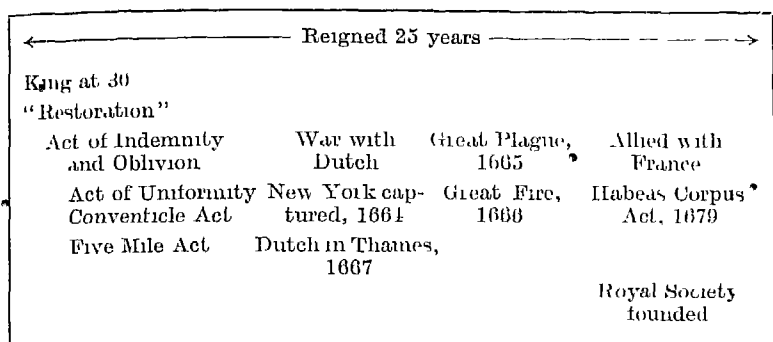 Reigned 25 years
King at 30
"Restoration"
Act of Indemnity War with Great Plague, Allied with
and Oblivion Dutch 1665 France
Act of Uniformity New York cap- Great Fire, Habeas Corpus
Conventicle Act tured, 1664 1666 Act, 1679
Five Mile Act Dutch in Thames,
1667
Royal Society
founded